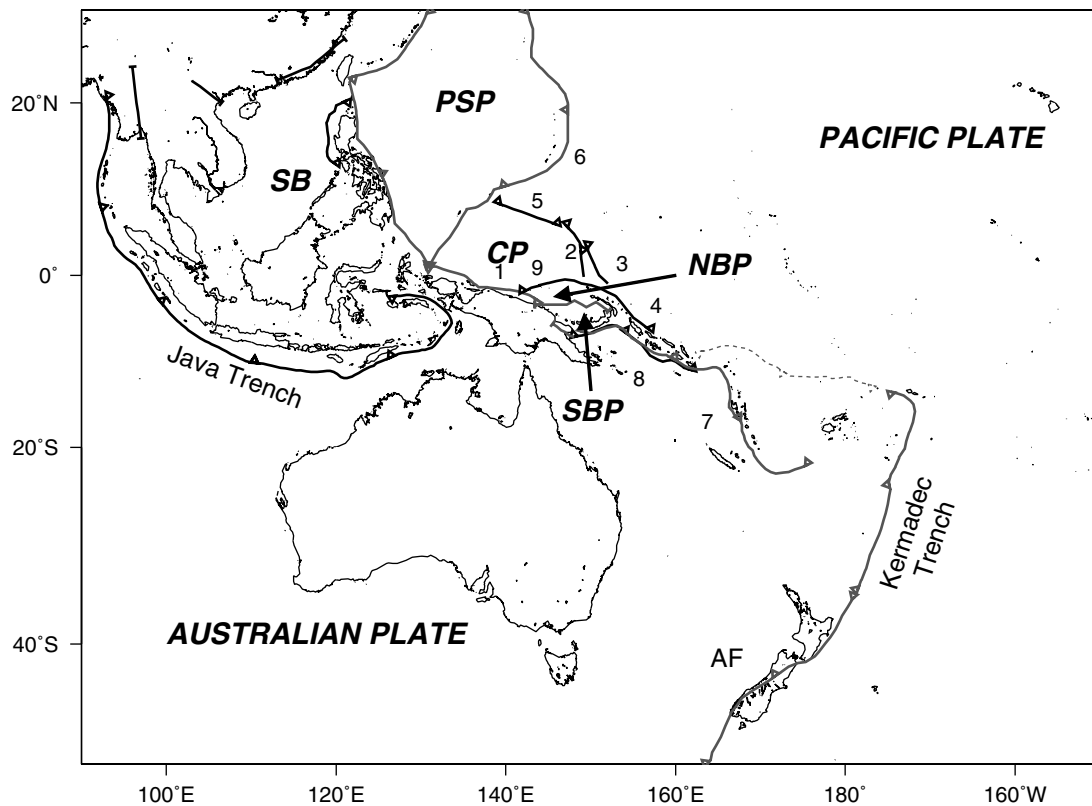 20°N
0°
20°S
40°S
PSP
PACIFIC PLATE
SB
6
5
CP
2
3
1
9
NBP
4
Java Trench
SBP
8
7
Kermadec
Trench
AUSTRALIAN PLATE
AF
100°E
120°E
140°E
160°E
180°
160°W